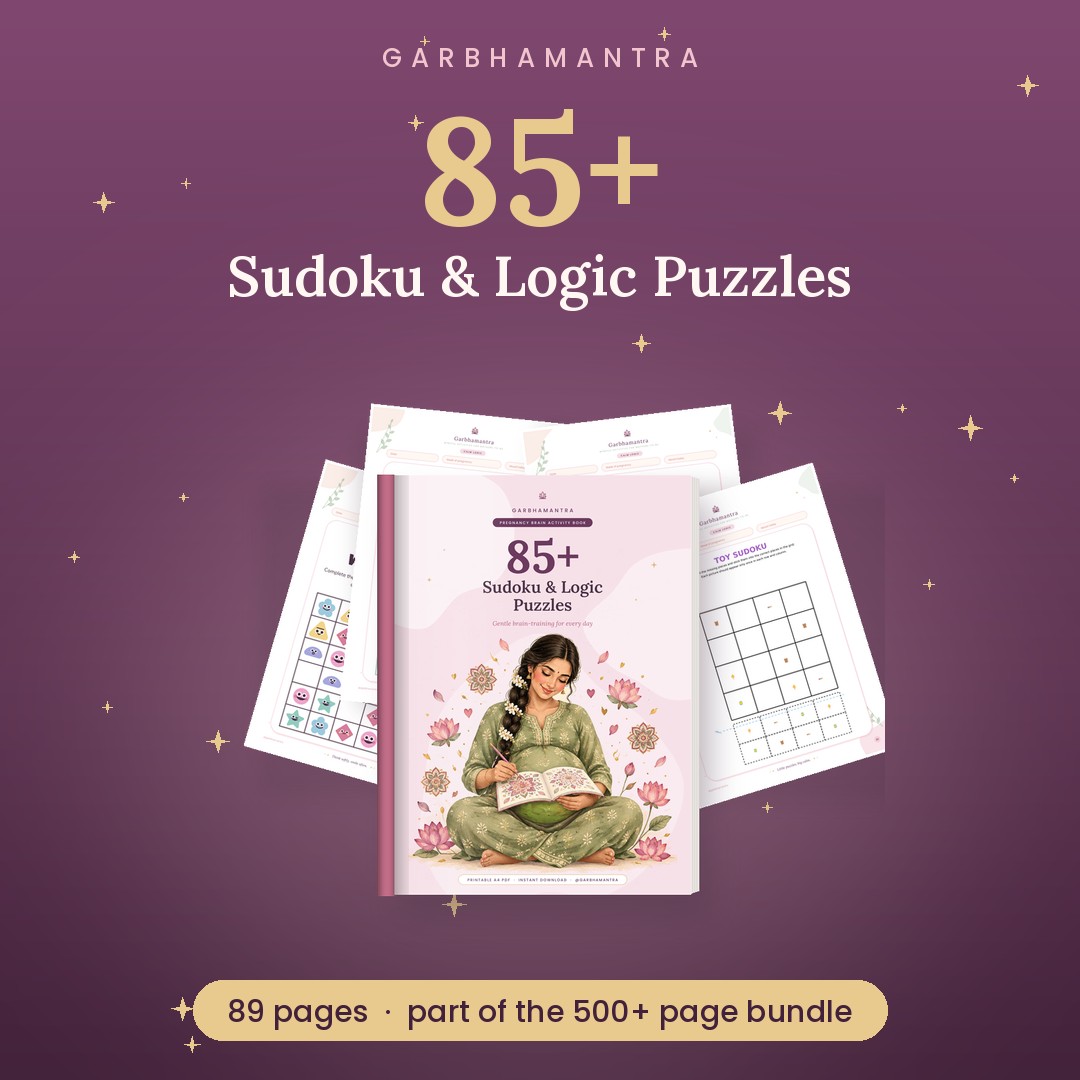 GARBHAMANTRA
85+
Sudoku & Logic Puzzles
Garbhamantra
Garbhamantra
GARBHAMANTRA
PREGNANCY BRAIN ACTIVITY BOOK
85+
Sudoku & Logic
Puzzles
Gentle brain-training for every day
TOY SUDOKU
PRINTABLE A4 PDF · INSTANT DOWNLOAD · @GARBHAMANTRA
89 pages · part of the 500+ page bundle